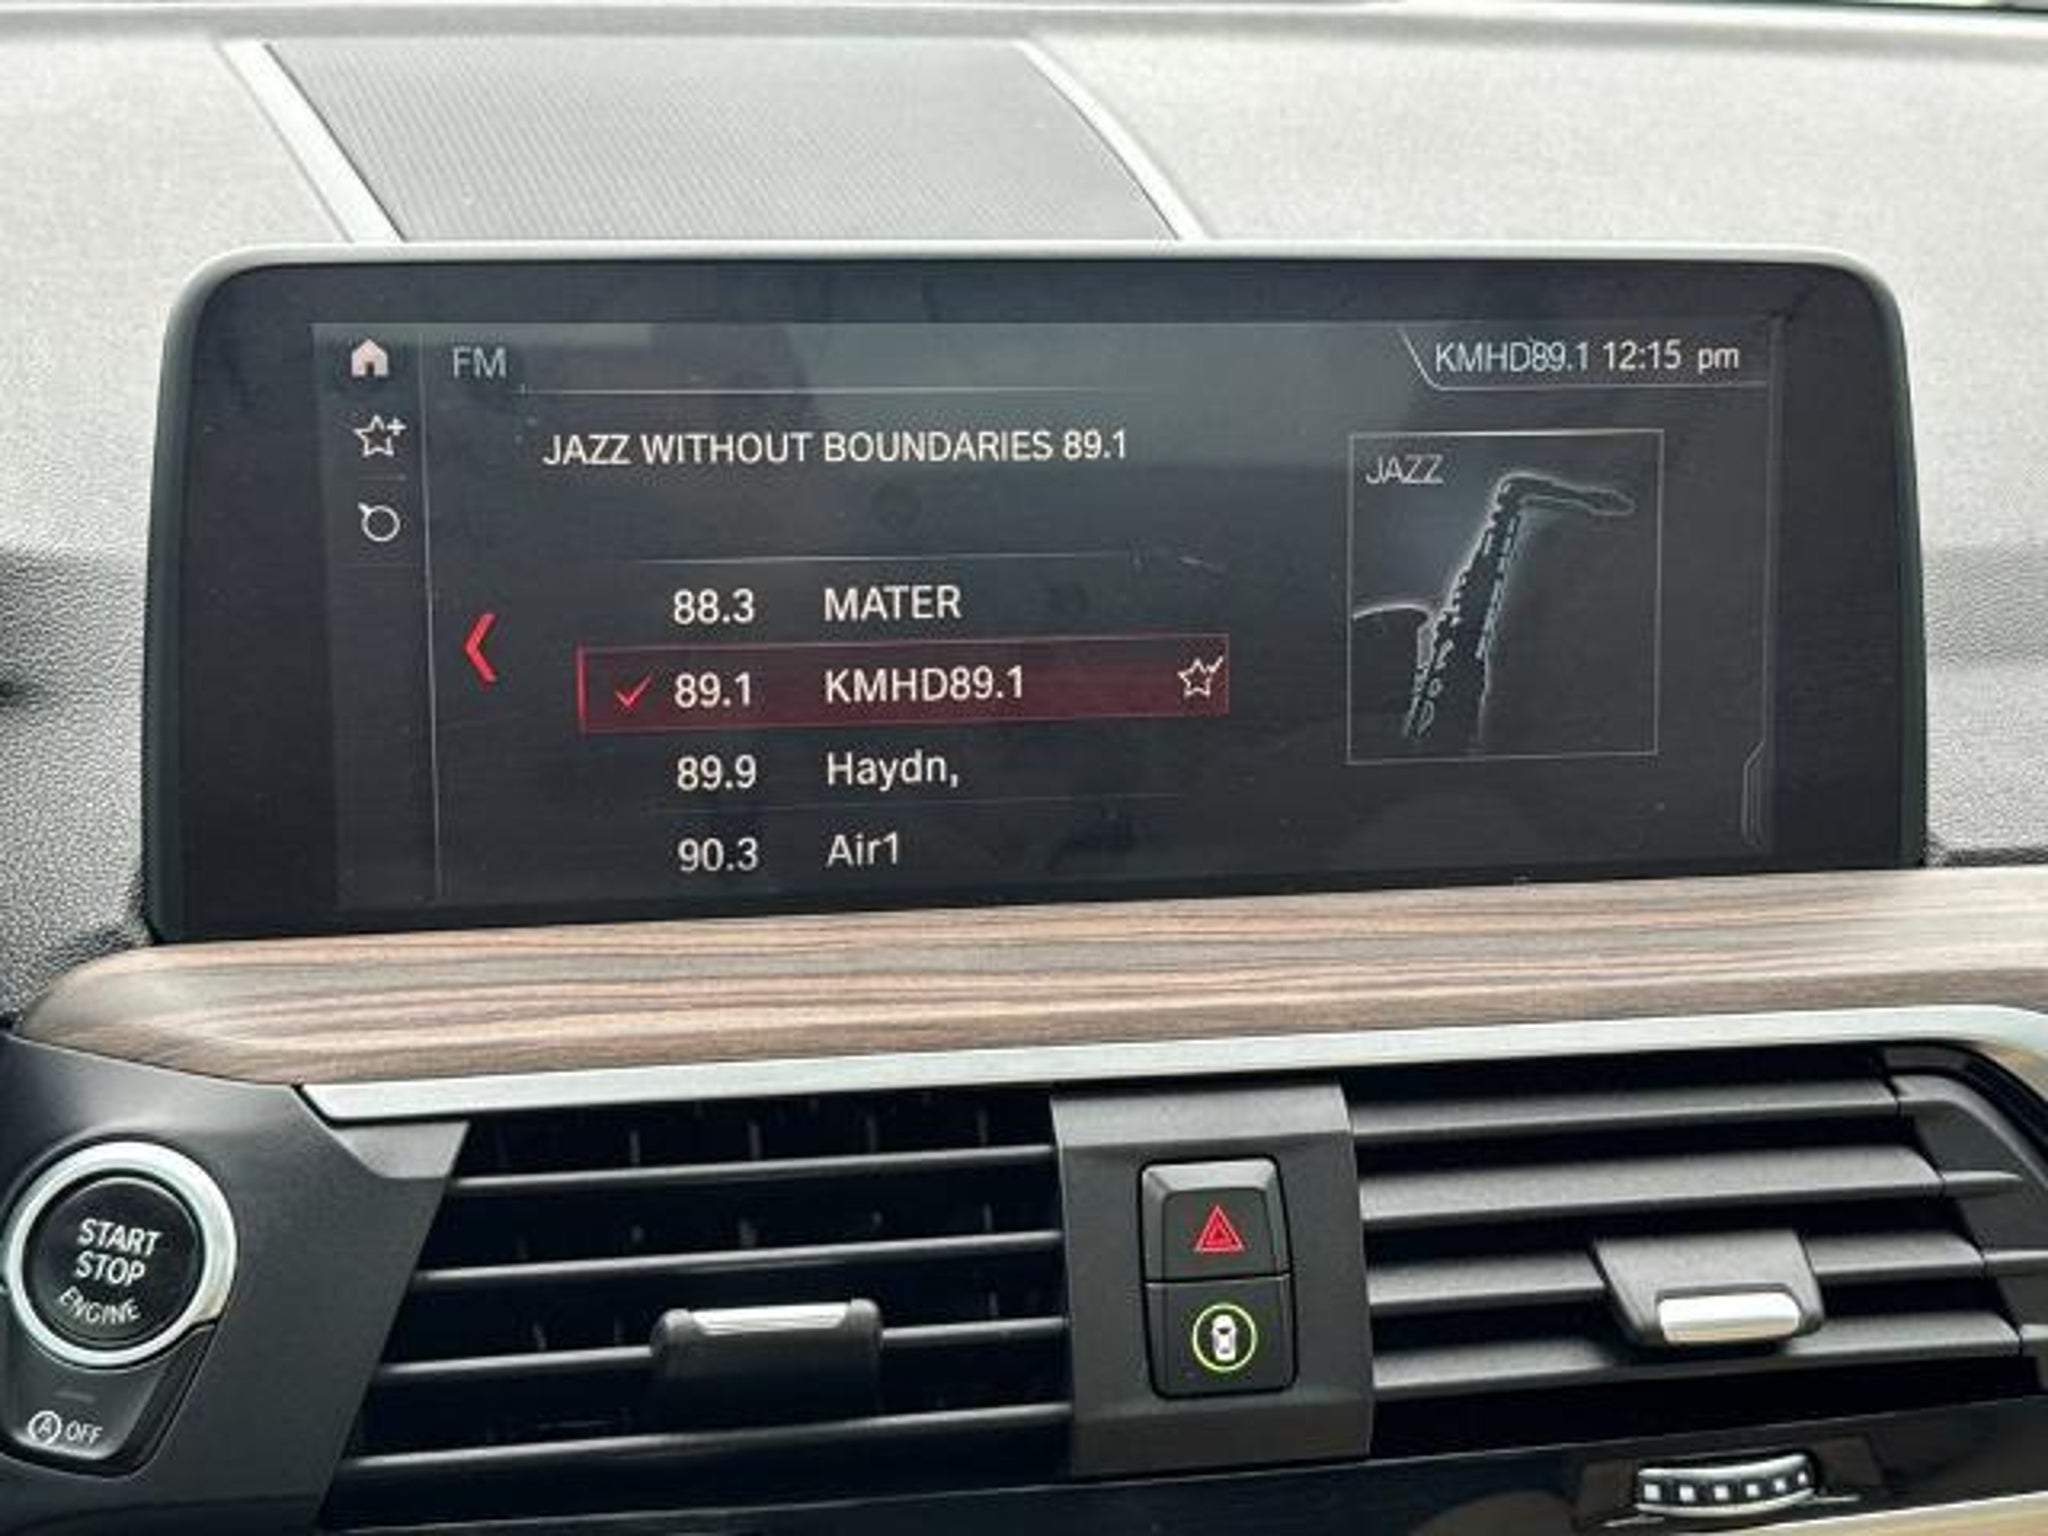 FM
KMHD89.1 12:15 pm
JAZZ WITHOUT BOUNDARIES 89.1
JAZZ
88.3 MATER
89.1 KMHD89.1
89.9 Haydn,
90.3 Air1
START
STOP
ENGINE
A OFF